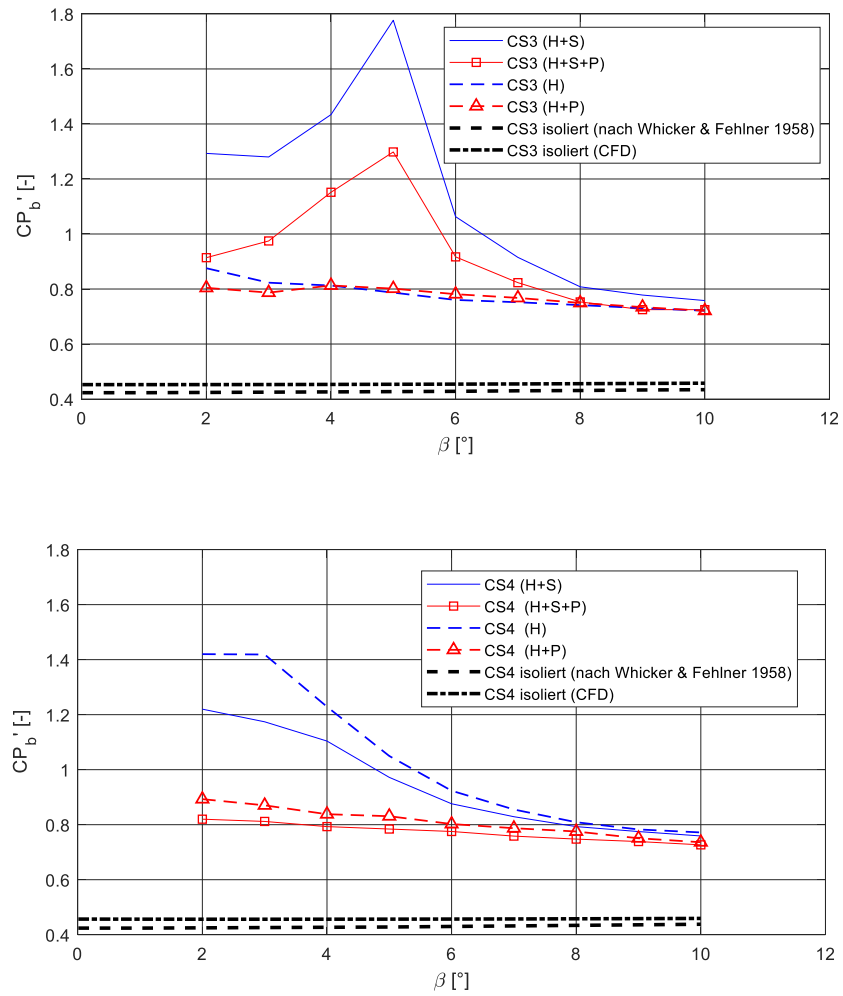 1.8
1.6
1.4
1.2
1
0.8
0.6
0.4
CP_b' [-]
CS3 (H+S)
CS3 (H+S+P)
CS3 (H)
CS3 (H+P)
CS3 isoliert (nach Whicker & Fehlner 1958)
CS3 isoliert (CFD)
0 2 4 6 8 10 12
β [°]
1.8
1.6
1.4
1.2
1
0.8
0.6
0.4
CP_b' [-]
CS4 (H+S)
CS4 (H+S+P)
CS4 (H)
CS4 (H+P)
CS4 isoliert (nach Whicker & Fehlner 1958)
CS4 isoliert (CFD)
0 2 4 6 8 10 12
β [°]